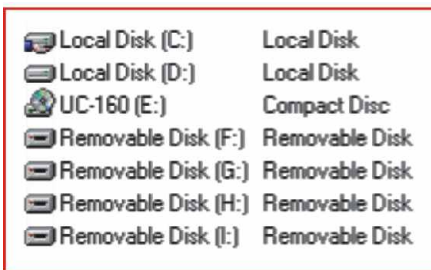 Local Disk (C:) Local Disk
Local Disk (D:) Local Disk
UC-160 (E:) Compact Disc
Removable Disk (F:) Removable Disk
Removable Disk (G:) Removable Disk
Removable Disk (H:) Removable Disk
Removable Disk (I:) Removable Disk